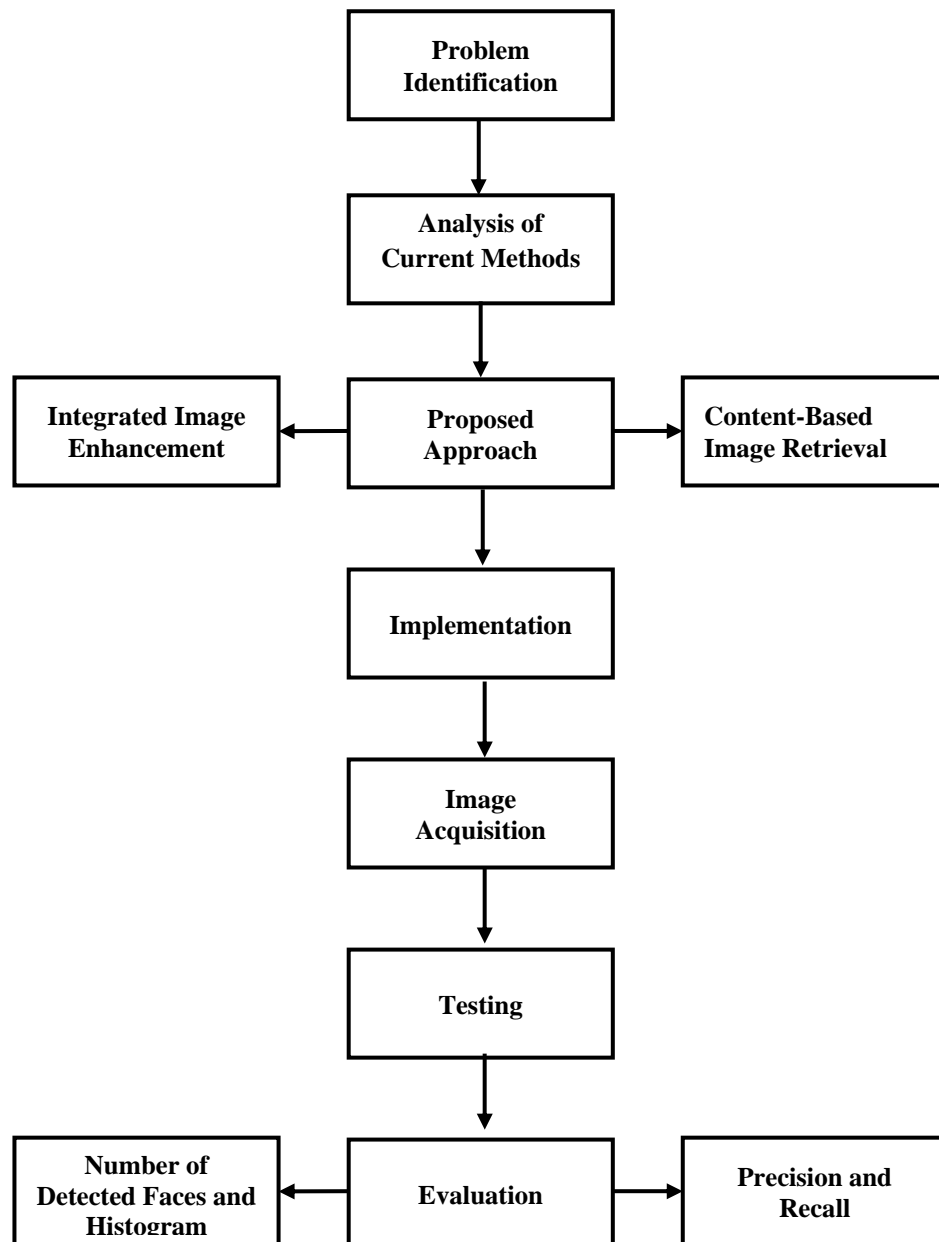 Problem
Identification
Analysis of
Current Methods
Integrated Image
Enhancement
Proposed
Approach
Content-Based
Image Retrieval
Implementation
Image
Acquisition
Testing
Number of
Detected Faces and
Histogram
Evaluation
Precision and
Recall